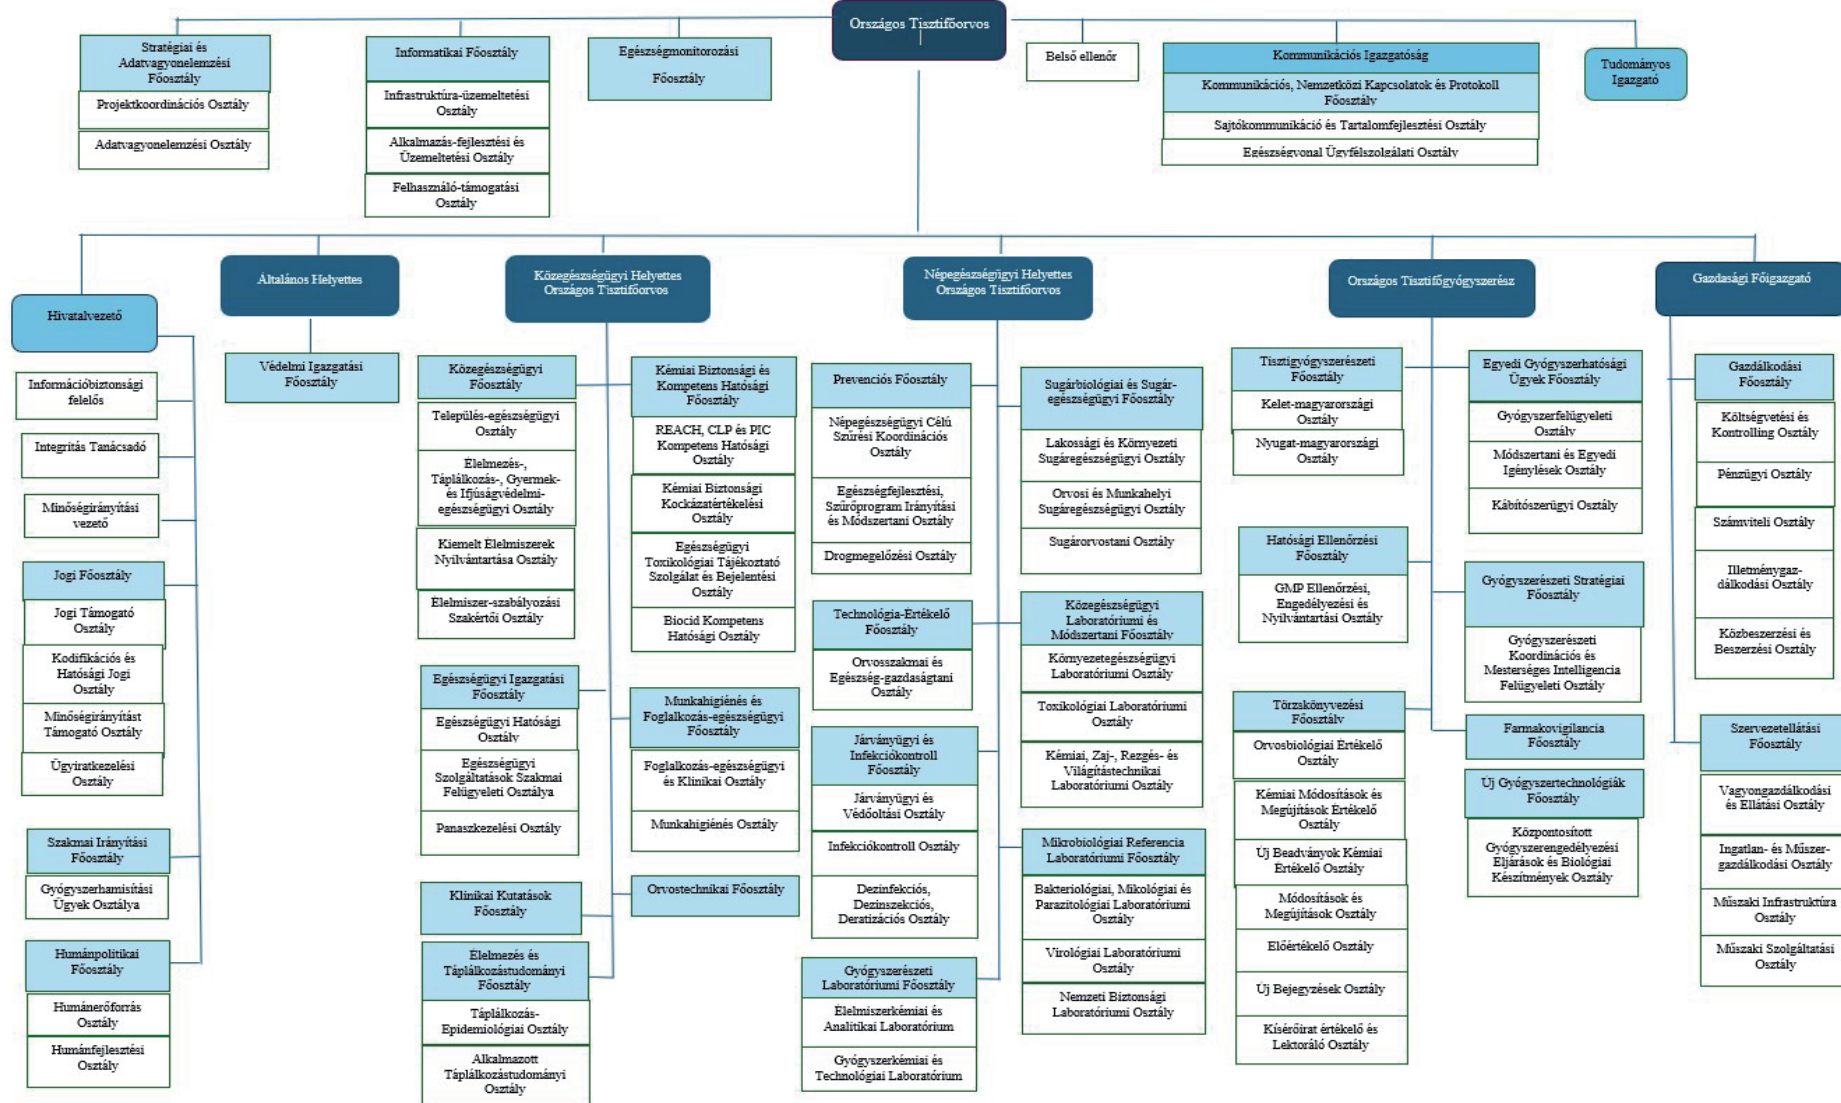 Országos Tisztifőorvos
Stratégiai és
Adatvagyonelemzési
Főosztály
Projektkoordinációs Osztály
Adatvagyonelemzési Osztály
Informatikai Főosztály
Infrastruktúra-üzemeltetési
Osztály
Alkalmazás-fejlesztési és
Üzemeltetési Osztály
Felhasználó-támogatási
Osztály
Egészségmonitorozási
Főosztály
Belső ellenőr
Kommunikációs Igazgatóság
Kommunikációs, Nemzetközi Kapcsolatok és Protokoll
Főosztály
Sajtókommunikáció és Tartalomfejlesztési Osztály
Egészségvonal Ügyfélszolgálati Osztály
Tudományos
Igazgató
Hivatalvezető
Információbiztonsági
felelős
Integritás Tanácsadó
Minőségirányítási
vezető
Jogi Főosztály
Jogi Támogató
Osztály
Kodifikációs és
Hatósági Jogi
Osztály
Minőségirányítást
Támogató Osztály
Ügyiratkezelési
Osztály
Szakmai Irányítási
Főosztály
Gyógyszerhamisítási
Ügyek Osztálya
Humánpolitikai
Főosztály
Humánerőforrás
Osztály
Humánfejlesztési
Osztály
Általános Helyettes
Védelmi Igazgatási
Főosztály
Közegészségügyi Helyettes
Országos Tisztifőorvos
Közegészségügyi
Főosztály
Település-egészségügyi
Osztály
Élelmezés-,
Táplálkozás-, Gyermek-
és Ifjúságvédelmi-
egészségügyi Osztály
Kiemelt Élelmiszerek
Nyilvántartása Osztály
Élelmiszer-szabályozási
Szakértői Osztály
Egészségügyi Igazgatási
Főosztály
Egészségügyi Hatósági
Osztály
Egészségügyi
Szolgáltatások Szakmai
Felügyeleti Osztálya
Panaszkezelési Osztály
Klinikai Kutatások
Főosztály
Élelmezés és
Táplálkozástudományi
Főosztály
Táplálkozás-
Epidemiológiai Osztály
Alkalmazott
Táplálkozástudományi
Osztály
Kémiai Biztonsági és
Kompetens Hatósági
Főosztály
REACH, CLP és PIC
Kompetens Hatósági
Osztály
Kémiai Biztonsági
Kockázatértékelési
Osztály
Egészségügyi
Toxikológiai Tájékoztató
Szolgálat és Bejelentési
Osztály
Biocid Kompetens
Hatósági Osztály
Munkahigiénés és
Foglalkozás-egészségügyi
Főosztály
Foglalkozás-egészségügyi
és Klinikai Osztály
Munkahigiénés Osztály
Orvostechnikai Főosztály
Népegészségügyi Helyettes
Országos Tisztifőorvos
Prevenciós Főosztály
Népegészségügyi Célú
Szűrési Koordinációs
Osztály
Egészségfejlesztési,
Szűrőprogram Irányítási
és Módszertani Osztály
Drogmegelőzési Osztály
Technológia-Értékelő
Főosztály
Orvosszakmai és
Egészség-gazdaságtani
Osztály
Járványügyi és
Infekciókontroll
Főosztály
Járványügyi és
Védőoltási Osztály
Infekciókontroll Osztály
Dezinfekciós,
Dezinszekciós,
Deratizációs Osztály
Gyógyszerészeti
Laboratóriumi Főosztály
Élelmiszerkémiai és
Analitikai Laboratórium
Gyógyszerkémiai és
Technológiai Laboratórium
Sugárbiológiai és Sugár-
egészségügyi Főosztály
Lakossági és Környezeti
Sugáregészségügyi Osztály
Orvosi és Munkahelyi
Sugáregészségügyi Osztály
Sugárorvostani Osztály
Közegészségügyi
Laboratóriumi és
Módszertani Főosztály
Környezetegészségügyi
Laboratóriumi Osztály
Toxikológiai Laboratóriumi
Osztály
Kémiai, Zaj-, Rezgés- és
Világítástechnikai
Laboratóriumi Osztály
Mikrobiológiai Referencia
Laboratóriumi Főosztály
Bakteriológiai, Mikológiai és
Parazitológiai Laboratóriumi
Osztály
Virológiai Laboratóriumi
Osztály
Nemzeti Biztonsági
Laboratóriumi Osztály
Országos Tisztifőgyógyszerész
Tisztigyógyszerészeti
Főosztály
Kelet-magyarországi
Osztály
Nyugat-magyarországi
Osztály
Hatósági Ellenőrzési
Főosztály
GMP Ellenőrzési,
Engedélyezési és
Nyilvántartási Osztály
Törzskönyvezési
Főosztály
Orvosbiológiai Értékelő
Osztály
Kémiai Módosítások és
Megújítások Értékelő
Osztály
Új Beadványok Kémiai
Értékelő Osztály
Módosítások és
Megújítások Osztály
Előértékelő Osztály
Új Bejegyzések Osztály
Kísérőirat értékelő és
Lektoráló Osztály
Egyedi Gyógyszerhatósági
Ügyek Főosztály
Gyógyszerfelügyeleti
Osztály
Módszertani és Egyedi
Igénylések Osztály
Kábítószerügyi Osztály
Gyógyszerészeti Stratégiai
Főosztály
Gyógyszerészeti
Koordinációs és
Mesterséges Intelligencia
Felügyeleti Osztály
Farmakovigilancia
Főosztály
Új Gyógyszertechnológiák
Főosztály
Központosított
Gyógyszerengedélyezési
Eljárások és Biológiai
Készítmények Osztály
Gazdasági Főigazgató
Gazdálkodási
Főosztály
Költségvetési és
Kontrolling Osztály
Pénzügyi Osztály
Számviteli Osztály
Illetménygaz-
dálkodási Osztály
Közbeszerzési és
Beszerzési Osztály
Szervezetellátási
Főosztály
Vagyongazdálkodási
és Ellátási Osztály
Ingatlan- és Műszer-
gazdálkodási Osztály
Műszaki Infrastruktúra
Osztály
Műszaki Szolgáltatási
Osztály